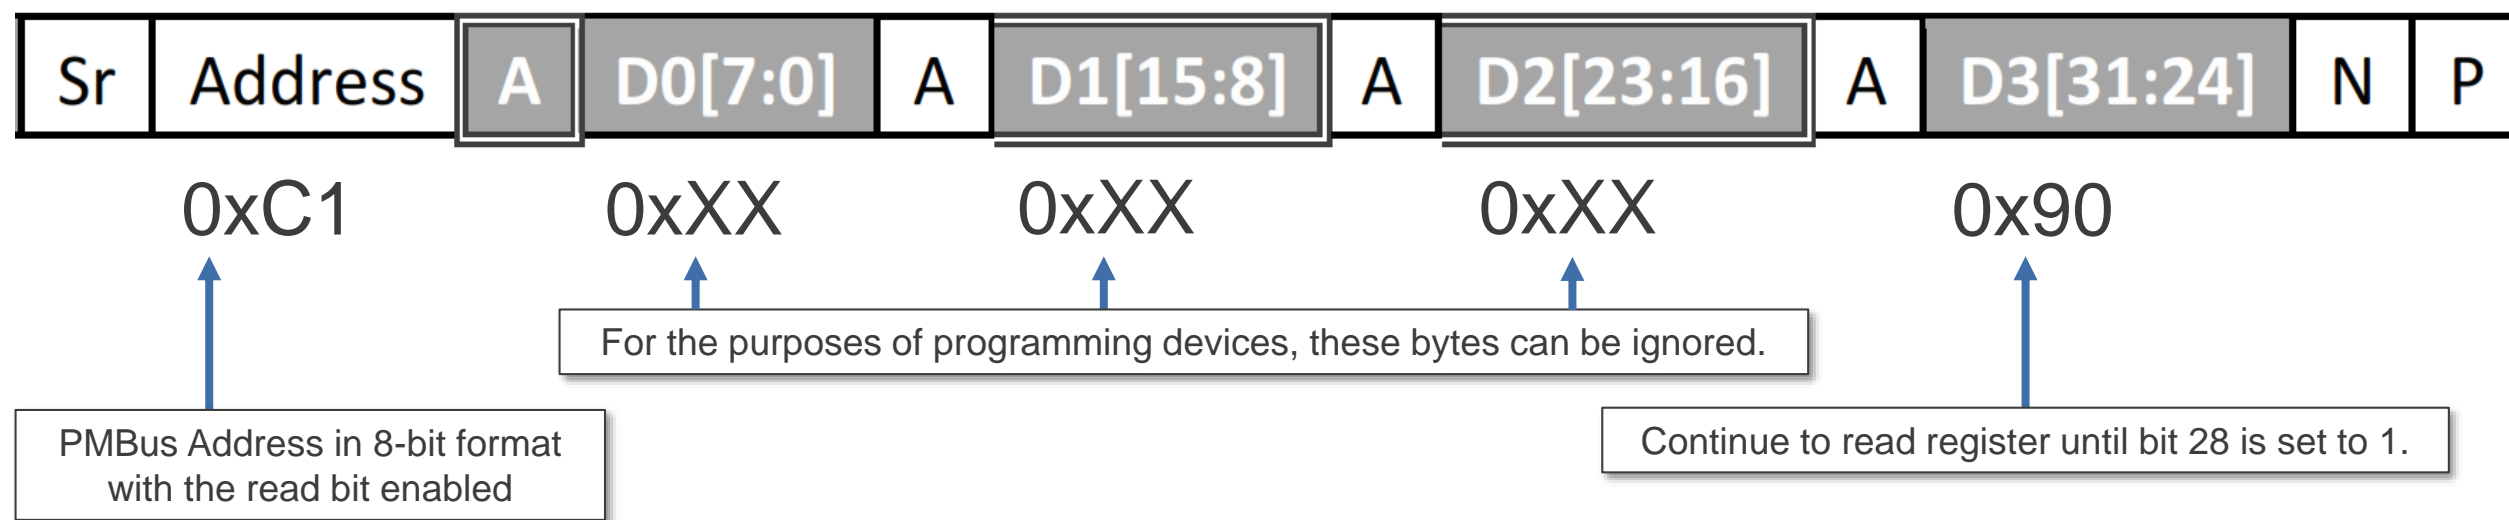 Sr Address A D0[7:0] A D1[15:8] A D2[23:16] A D3[31:24] N P
0xC1 0xXX 0xXX 0xXX 0x90
For the purposes of programming devices, these bytes can be ignored.
PMBus Address in 8-bit format
with the read bit enabled
Continue to read register until bit 28 is set to 1.